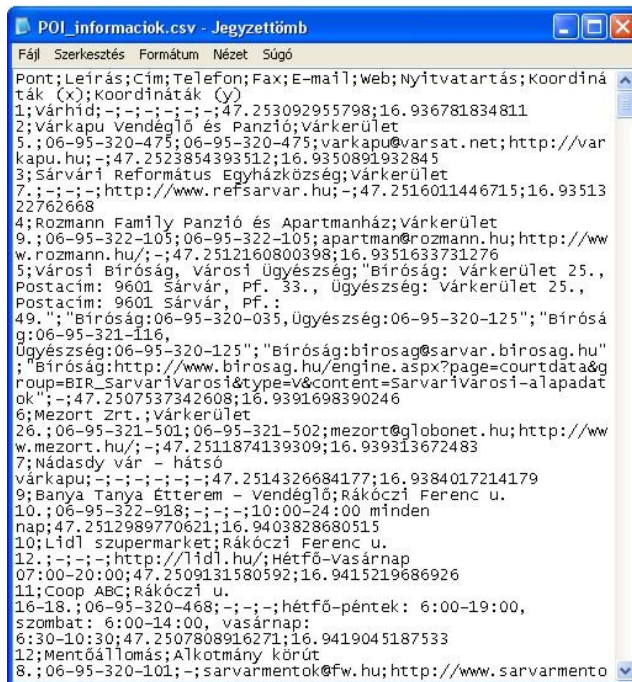 POI_informaciok.csv - Jegyzettömb
Fájl Szerkesztés Formátum Nézet Súgó
Pont;Leírás;Cím;Telefon;Fax;E-mail;Web;Nyitvatartás;Koordiná
ták (x);Koordináták (y)
1;Várhíd;-;-;-;-;-;-;47.253092955798;16.936781834811
2;Várkapu Vendéglő és Panzió;Várkerület
5.;06-95-320-475;06-95-320-475;varkapu@varsat.net;http://var
kapu.hu;-;47.2523854393512;16.9350891932845
3;Sárvári Református Egyházközség;Várkerület
7.;-;-;-;http://www.refsarvar.hu;-;47.2516011446715;16.93513
22762668
4;Rozmann Family Panzió és Apartmanház;Várkerület
9.;06-95-322-105;06-95-322-105;apartman@rozmann.hu;http://ww
w.rozmann.hu/;-;47.2512160800398;16.9351633731276
5;Városi Bíróság, Városi Ügyészség;"Bíróság: Várkerület 25.,
Postacím: 9601 Sárvár, Pf. 33., Ügyészség: Várkerület 25.,
Postacím: 9601 Sárvár, Pf.:
49.";"Bíróság:06-95-320-035,Ügyészség:06-95-320-125";"Bírósá
g:06-95-321-116,
Ügyészség:06-95-320-125";"Bíróság:birosag@sarvar.birosag.hu"
;"Bíróság:http://www.birosag.hu/engine.aspx?page=courtdata&g
roup=BIR_SarvariVarosi&type=V&content=SarvariVarosi-alapadat
ok";-;47.2507537342608;16.9391698390246
6;Mezort Zrt.;Várkerület
26.;06-95-321-501;06-95-321-502;mezort@globonet.hu;http://ww
w.mezort.hu/;-;47.2511874139309;16.939313672483
7;Nádasdy vár - hátsó
várkapu;-;-;-;-;-;-;47.2514326684177;16.9384017214179
9;Banya Tanya Étterem - Vendéglő;Rákóczi Ferenc u.
10.;06-95-322-918;-;-;-;10:00-24:00 minden
nap;47.2512989770621;16.9403828680515
10;Lidl szupermarket;Rákóczi Ferenc u.
12.;-;-;-;http://lidl.hu/;Hétfő-Vasárnap
07:00-20:00;47.2509131580592;16.9415219686926
11;Coop ABC;Rákóczi u.
16-18.;06-95-320-468;-;-;-;hétfő-péntek: 6:00-19:00,
szombat: 6:00-14:00, vasárnap:
6:30-10:30;47.2507808916271;16.9419045187533
12;Mentőállomás;Alkotmány körút
8.;06-95-320-101;-;sarvarmentok@fw.hu;http://www.sarvarmento